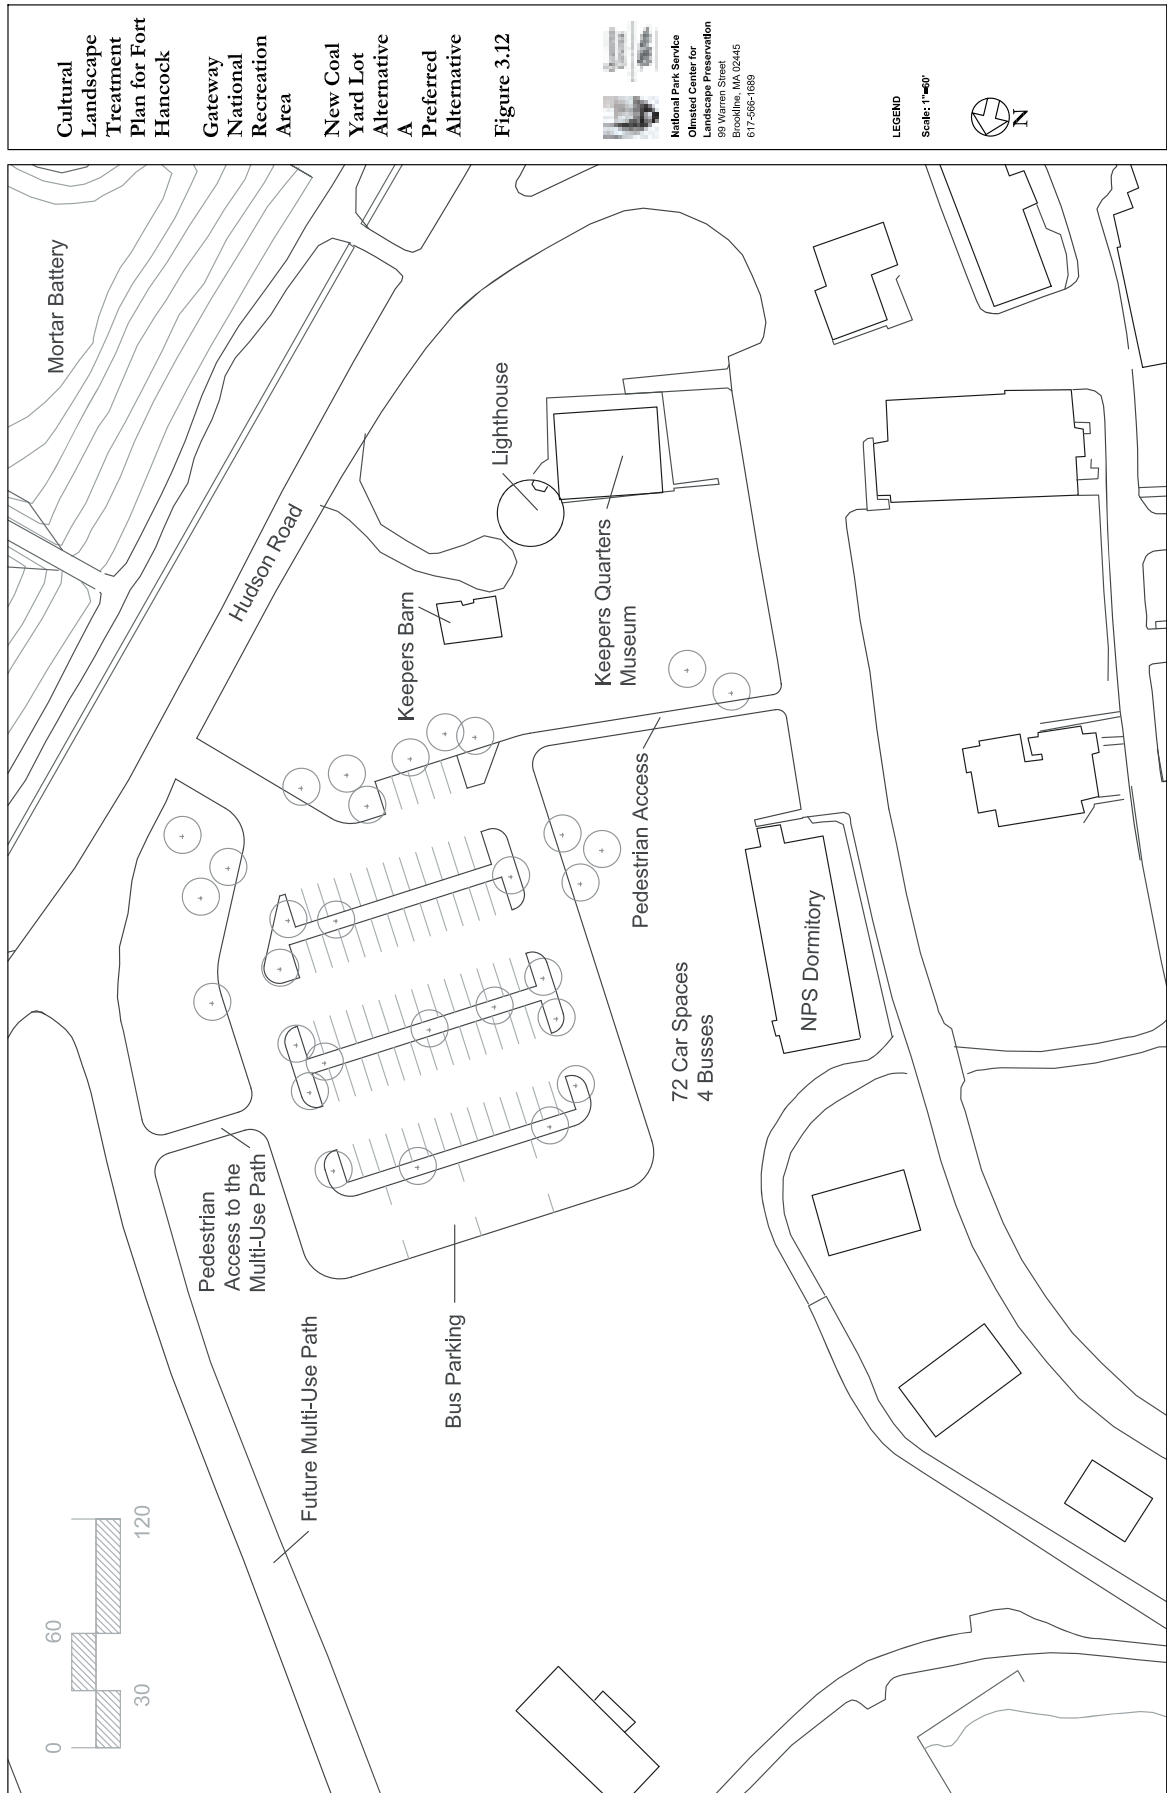 Cultural
Landscape
Treatment
Plan for Fort
Hancock
Gateway
National
Recreation
Area
New Coal
Yard Lot
Alternative
A
Preferred
Alternative
Figure 3.12
National Park Service
Olmsted Center for
Landscape Preservation
99 Warren Street
Brookline, MA 02445
617-566-1689
LEGEND
Scale: 1"=60'
N
Mortar Battery
Hudson Road
Lighthouse
Keepers Barn
Keepers Quarters
Museum
Pedestrian Access
NPS Dormitory
72 Car Spaces
4 Busses
Pedestrian
Access to the
Multi-Use Path
Bus Parking
Future Multi-Use Path
0
30
60
120